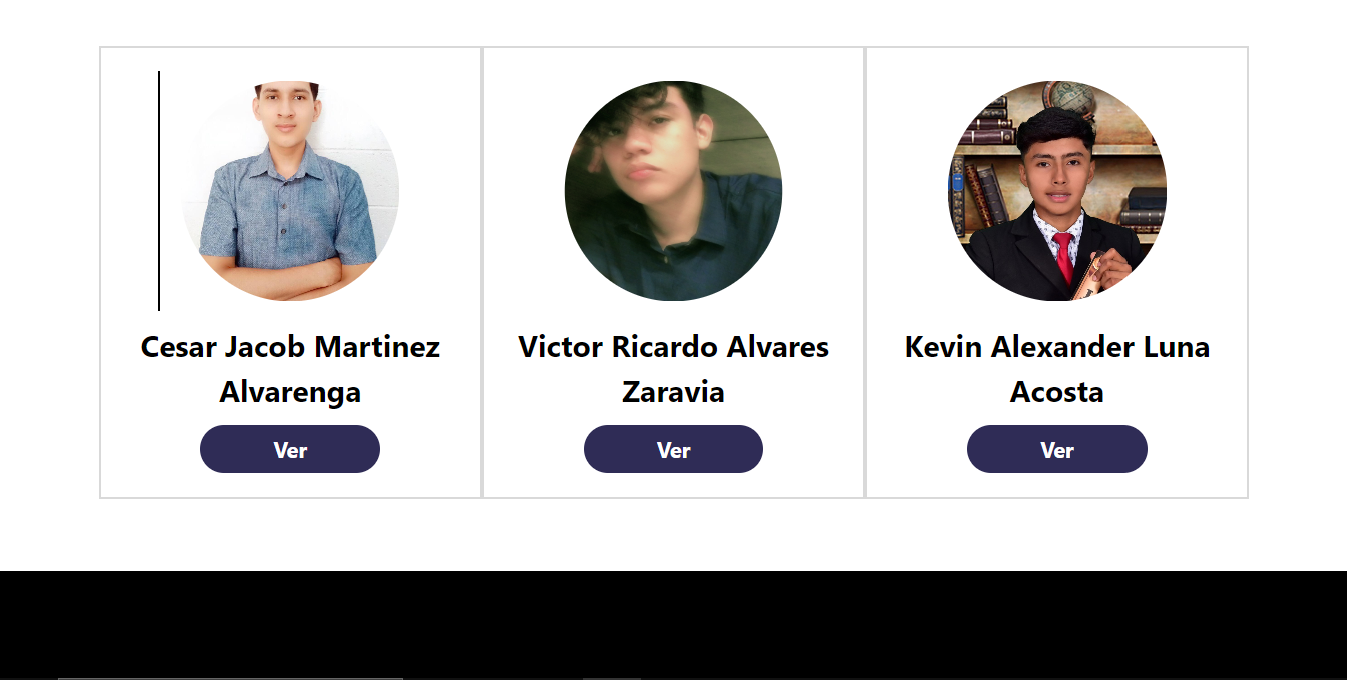 Cesar Jacob Martinez
Alvarenga
Ver
Victor Ricardo Alvares
Zaravia
Ver
Kevin Alexander Luna
Acosta
Ver